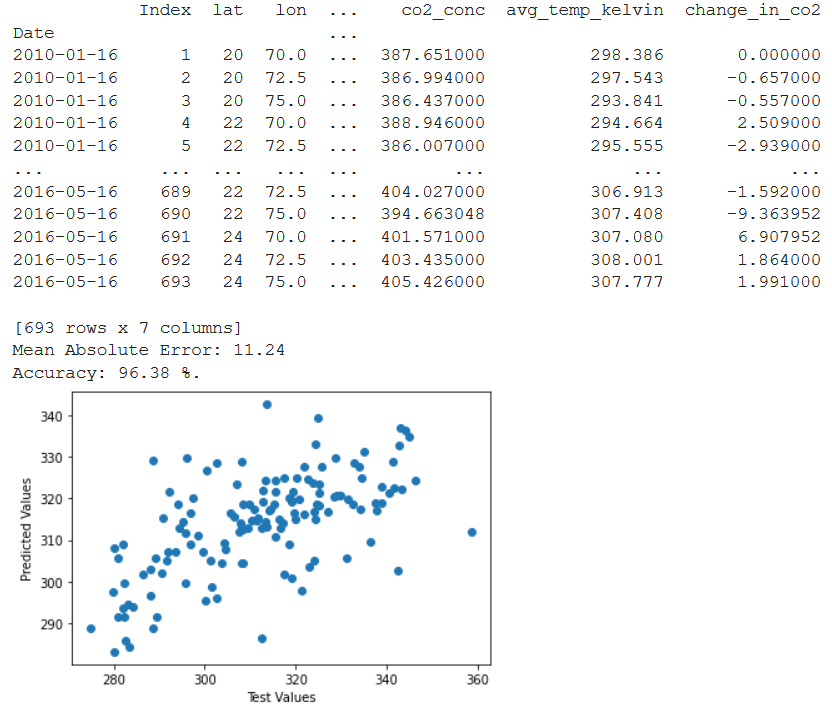 Index lat lon ... co2_conc avg_temp_kelvin change_in_co2
Date ...
2010-01-16 1 20 70.0 ... 387.651000 298.386 0.000000
2010-01-16 2 20 72.5 ... 386.994000 297.543 -0.657000
2010-01-16 3 20 75.0 ... 386.437000 293.841 -0.557000
2010-01-16 4 22 70.0 ... 388.946000 294.664 2.509000
2010-01-16 5 22 72.5 ... 386.007000 295.555 -2.939000
... ... ... ... ... ... ... ...
2016-05-16 689 22 72.5 ... 404.027000 306.913 -1.592000
2016-05-16 690 22 75.0 ... 394.663048 307.408 -9.363952
2016-05-16 691 24 70.0 ... 401.571000 307.080 6.907952
2016-05-16 692 24 72.5 ... 403.435000 308.001 1.864000
2016-05-16 693 24 75.0 ... 405.426000 307.777 1.991000
[693 rows x 7 columns]
Mean Absolute Error: 11.24
Accuracy: 96.38 %.
340
330
320
310
300
290
Predicted Values
280 300 320 340 360
Test Values